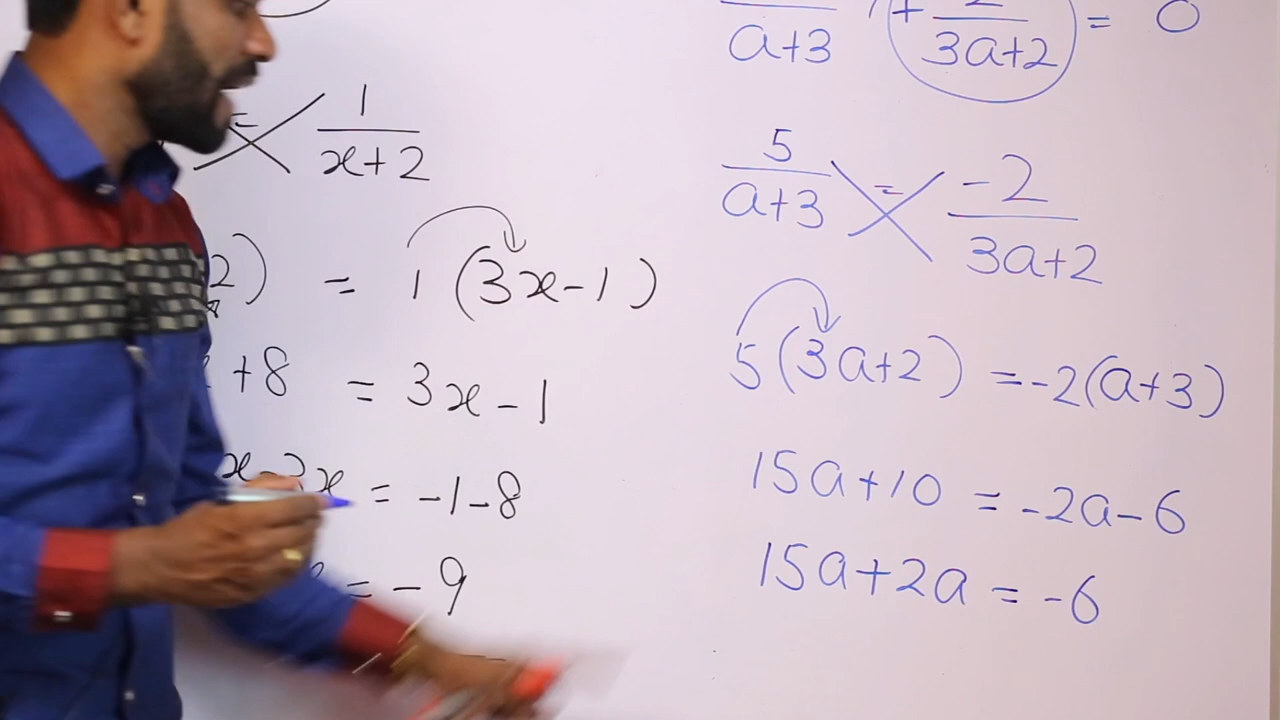 = 1/(x+2)
2) = 1(3x-1)
+8 = 3x-1
= -1-8
= -9
/(a+3) + 2/(3a+2) = 0
5/(a+3) = -2/(3a+2)
5(3a+2) = -2(a+3)
15a+10 = -2a-6
15a+2a = -6